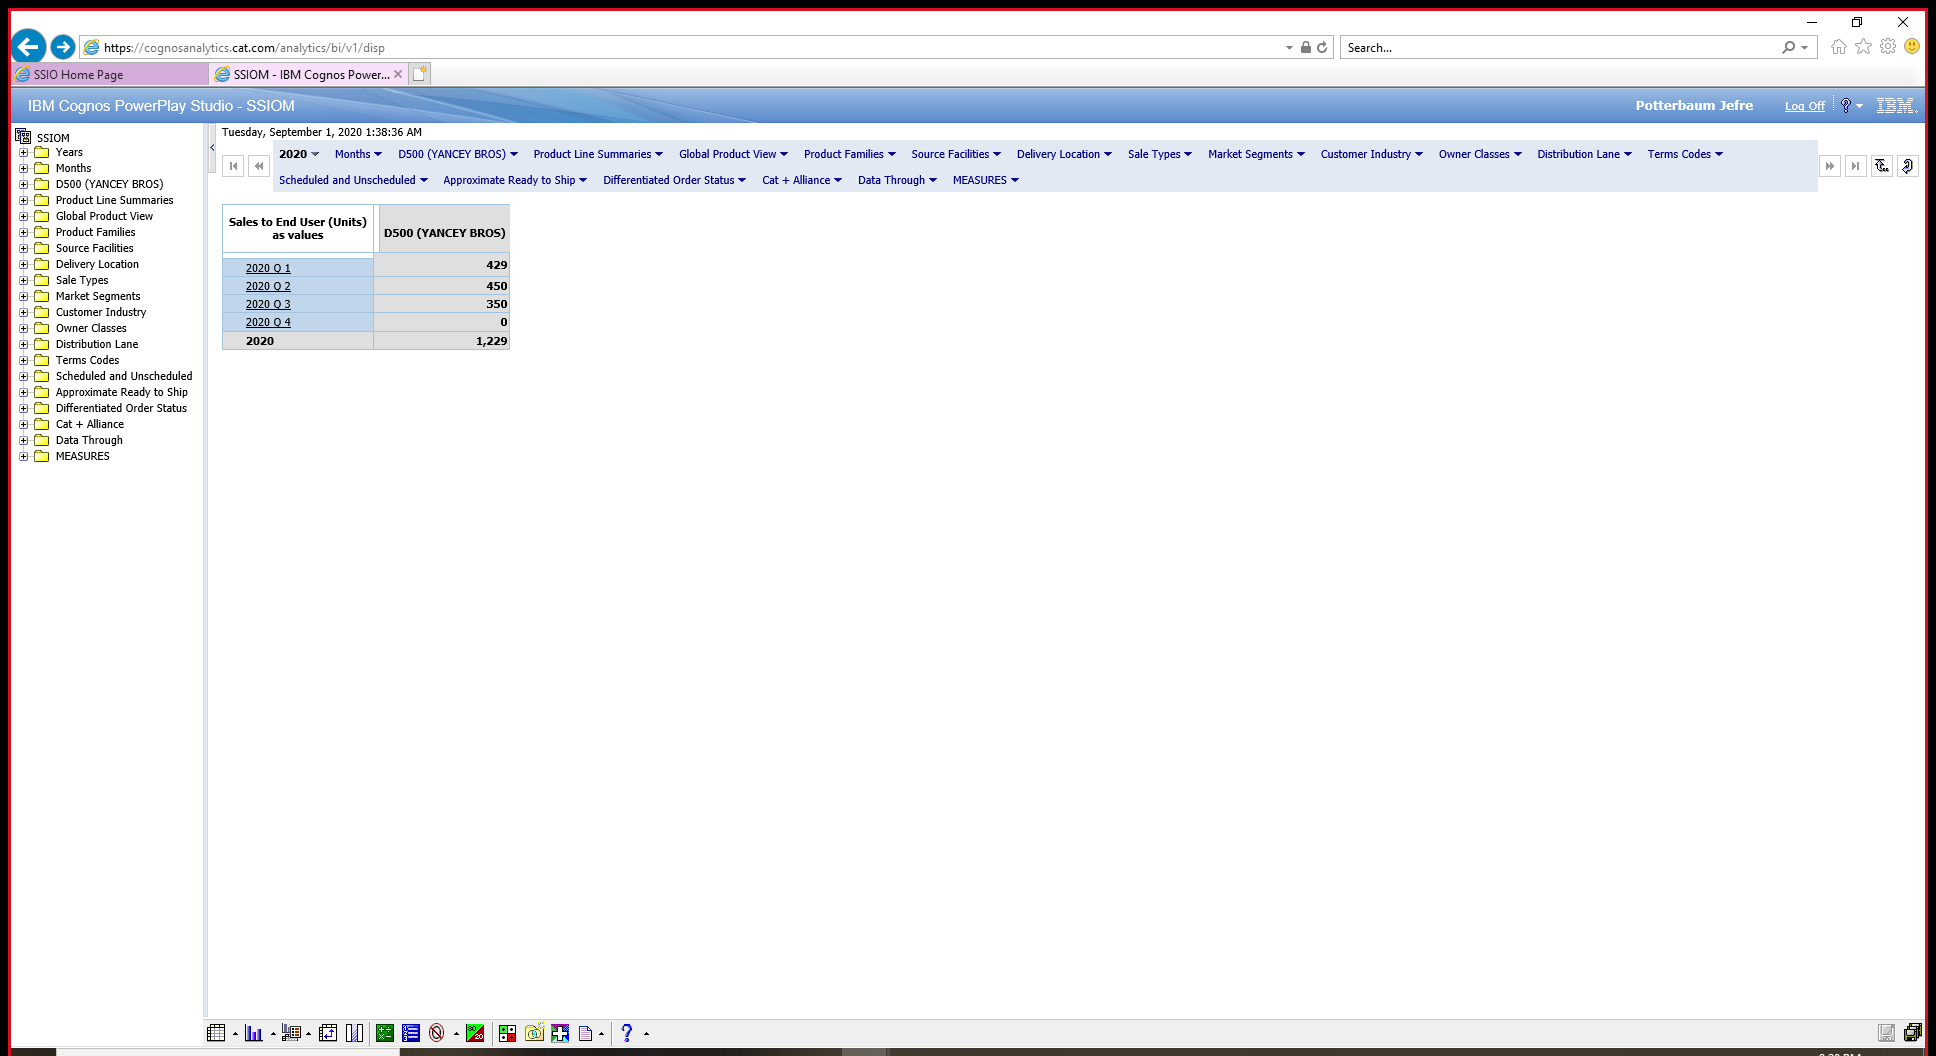 https://cognosanalytics.cat.com/analytics/bi/v1/disp
Search...
SSIO Home Page
SSIOM - IBM Cognos Power...
IBM Cognos PowerPlay Studio - SSIOM
Potterbaum Jefre
Log Off
IBM.
SSIOM
Years
Months
D500 (YANCEY BROS)
Product Line Summaries
Global Product View
Product Families
Source Facilities
Delivery Location
Sale Types
Market Segments
Customer Industry
Owner Classes
Distribution Lane
Terms Codes
Scheduled and Unscheduled
Approximate Ready to Ship
Differentiated Order Status
Cat + Alliance
Data Through
MEASURES
Tuesday, September 1, 2020 1:38:36 AM
2020 Months D500 (YANCEY BROS) Product Line Summaries Global Product View Product Families Source Facilities Delivery Location Sale Types Market Segments Customer Industry Owner Classes Distribution Lane Terms Codes
Scheduled and Unscheduled Approximate Ready to Ship Differentiated Order Status Cat + Alliance Data Through MEASURES
Sales to End User (Units)
as values
D500 (YANCEY BROS)
2020 Q 1 429
2020 Q 2 450
2020 Q 3 350
2020 Q 4 0
2020 1,229